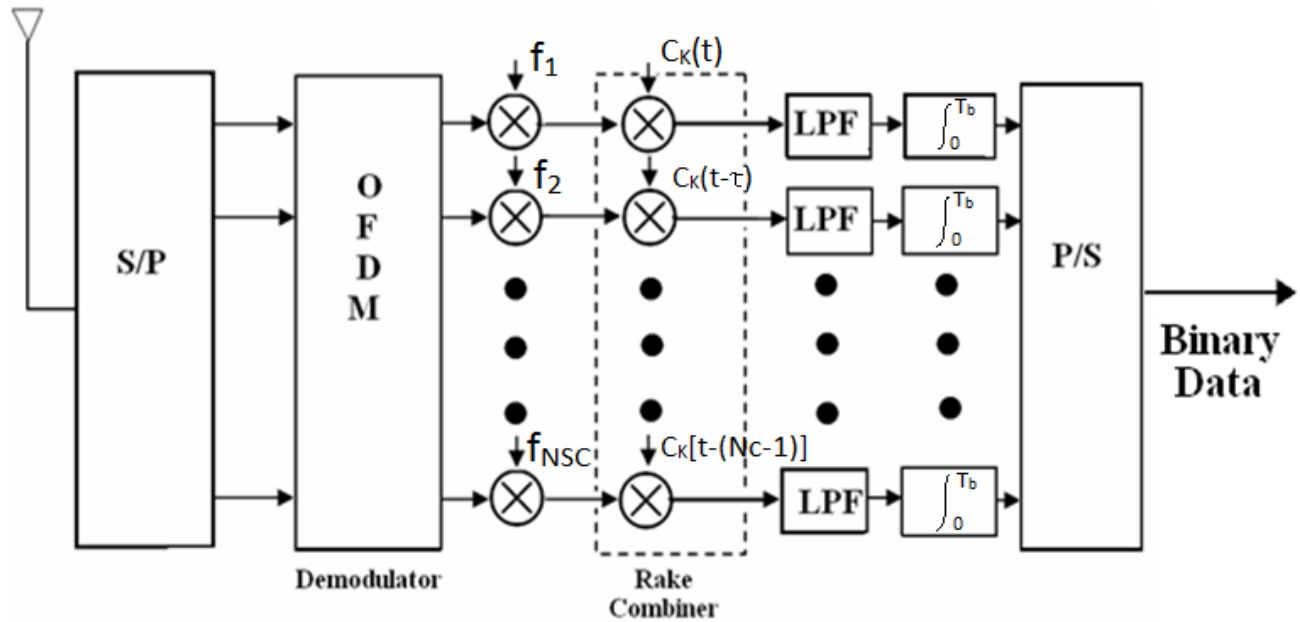 f1
CK(t)
LPF
∫0Tb
f2
CK(t-τ)
LPF
∫0Tb
S/P
O
F
D
M
P/S
Binary
Data
fNSC
CK[t-(Nc-1)]
LPF
∫0Tb
Demodulator
Rake
Combiner